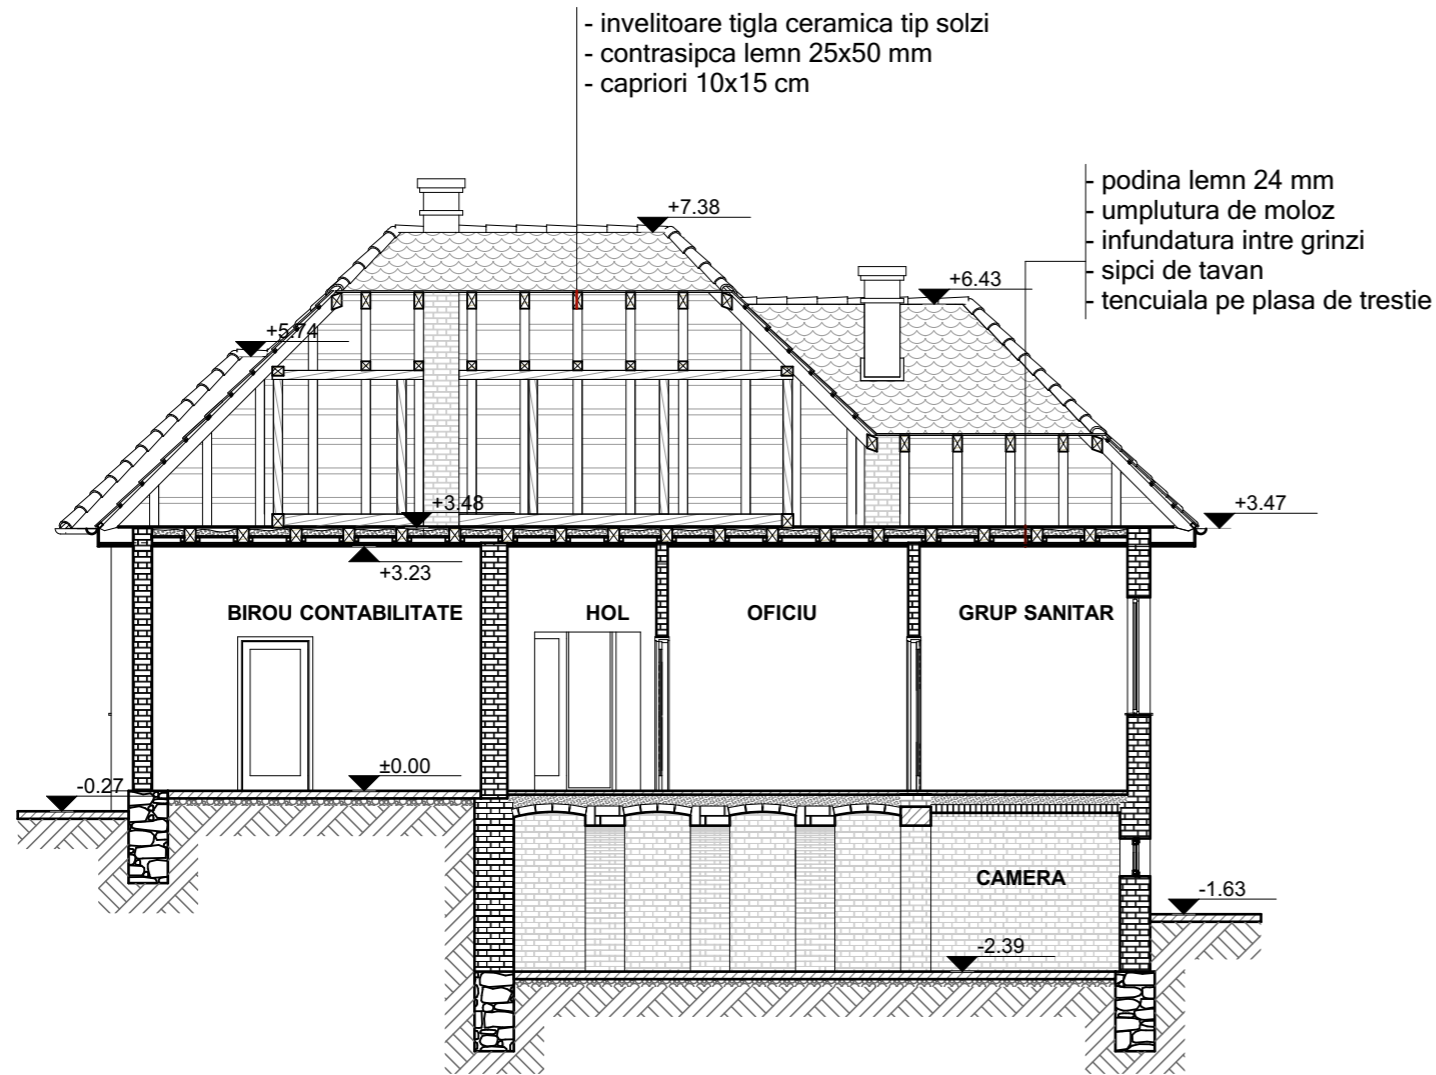 - invelitoare tigla ceramica tip solzi
- contrasipca lemn 25x50 mm
- capriori 10x15 cm
- podina lemn 24 mm
- umplutura de moloz
- infundatura intre grinzi
- sipci de tavan
- tencuiala pe plasa de trestie
+7.38
+6.43
+5.74
+3.48
+3.47
+3.23
BIROU CONTABILITATE
HOL
OFICIU
GRUP SANITAR
±0.00
-0.27
CAMERA
-1.63
-2.39